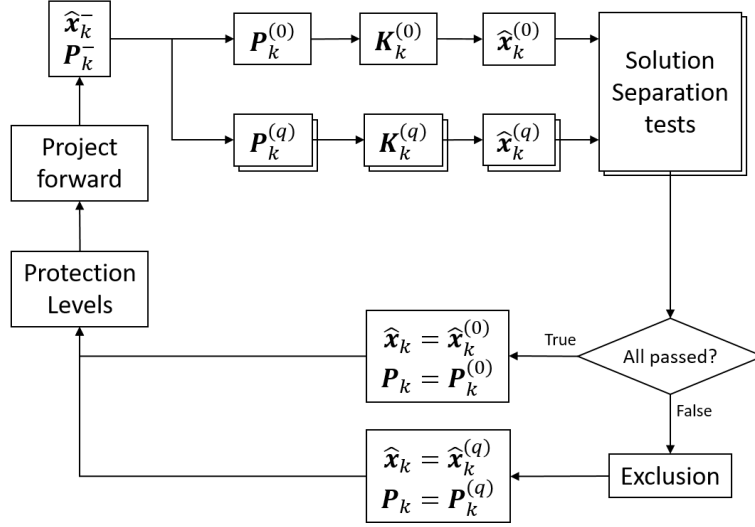 x̂ₖ⁻
Pₖ⁻
Pₖ⁽⁰⁾
Kₖ⁽⁰⁾
x̂ₖ⁽⁰⁾
Solution
Separation
tests
Pₖ^(q)
Kₖ^(q)
x̂ₖ^(q)
Project
forward
Protection
Levels
x̂ₖ = x̂ₖ⁽⁰⁾
Pₖ = Pₖ⁽⁰⁾
True
All passed?
False
x̂ₖ = x̂ₖ^(q)
Pₖ = Pₖ^(q)
Exclusion